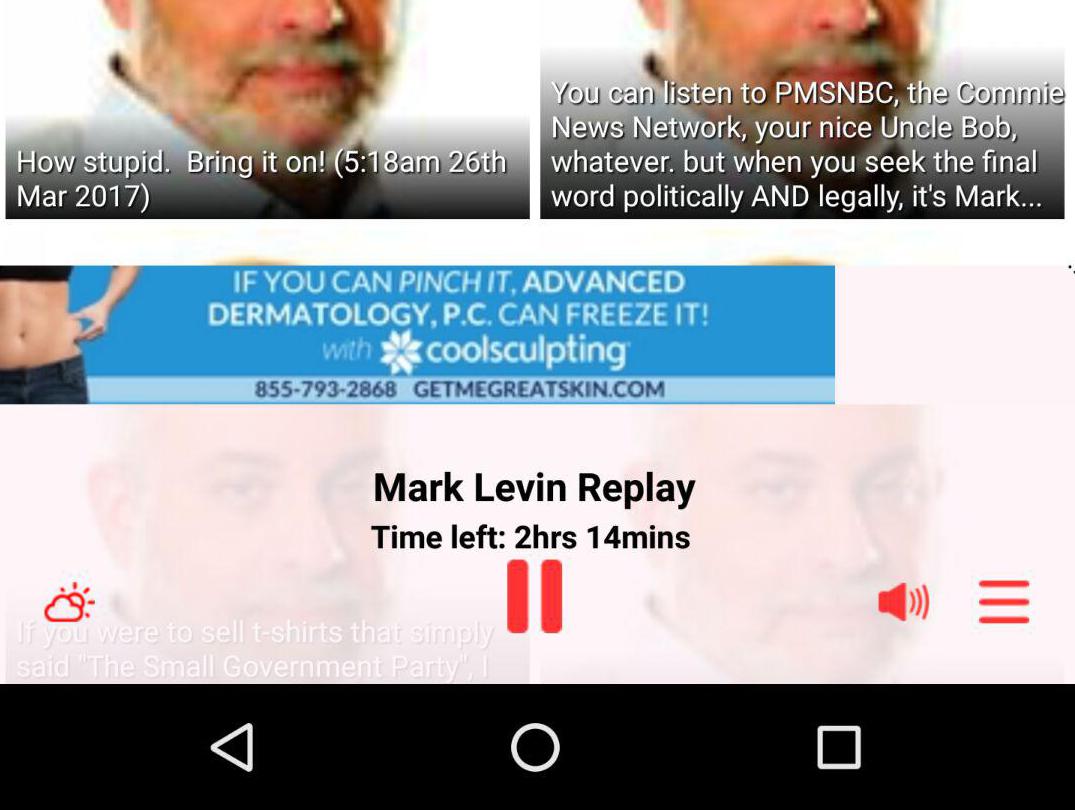 How stupid.  Bring it on! (5:18am 26th
Mar 2017)
You can listen to PMSNBC, the Commie
News Network, your nice Uncle Bob,
whatever. but when you seek the final
word politically AND legally, it's Mark...
IF YOU CAN PINCH IT, ADVANCED
DERMATOLOGY, P.C. CAN FREEZE IT!
with coolsculpting
855-793-2868 GETMEGREATSKIN.COM
Mark Levin Replay
Time left: 2hrs 14mins
If you were to sell t-shirts that simply
said "The Small Government Party", I